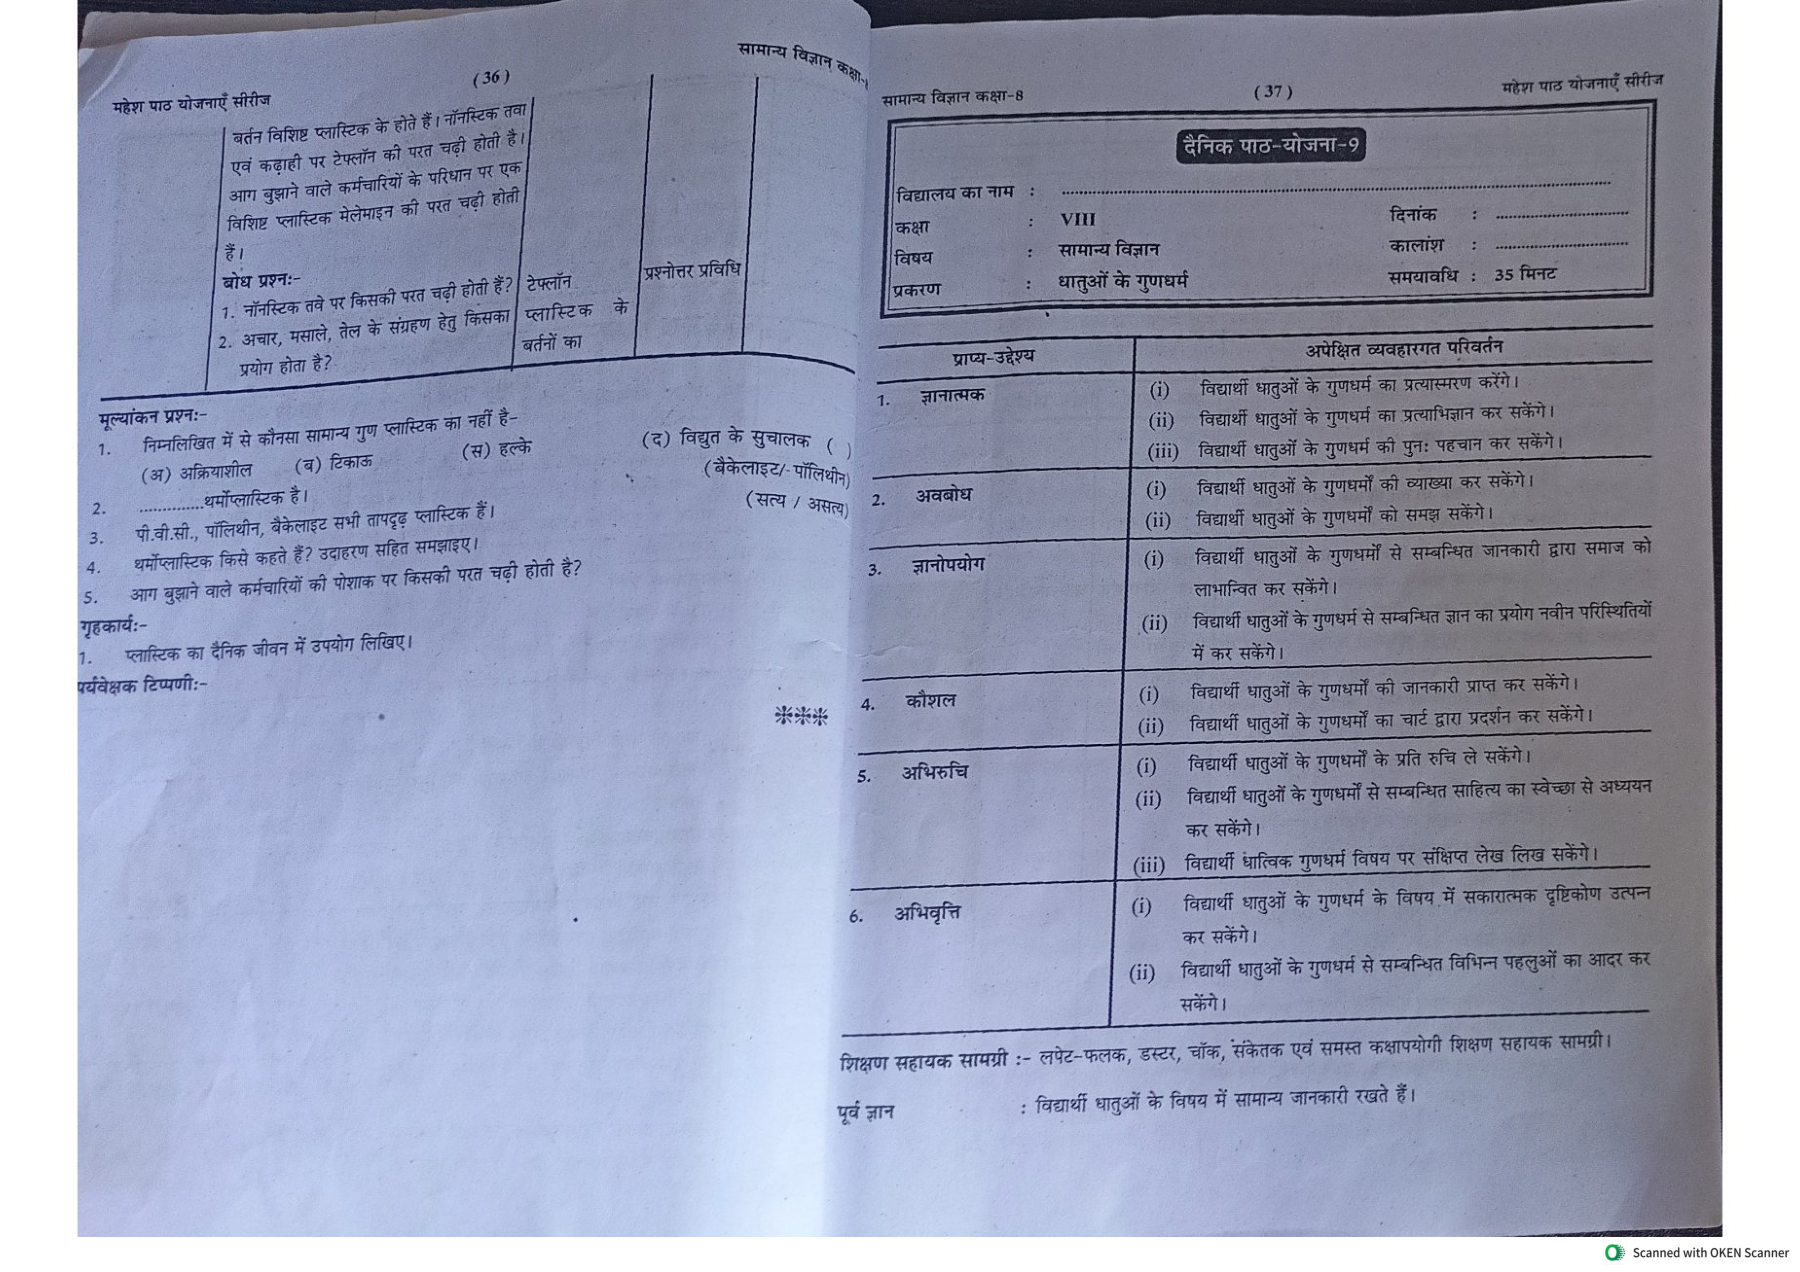 (36)
सामान्य विज्ञान कक्षा-
महेश पाठ योजनाएँ सीरीज
बर्तन विशिष्ट प्लास्टिक के होते हैं। नॉनस्टिक तवा
एवं कढ़ाही पर टेफ्लॉन की परत चढ़ी होती है।
आग बुझाने वाले कर्मचारियों के परिधान पर एक
विशिष्ट प्लास्टिक मेलेमाइन की परत चढ़ी होती
हैं।
बोध प्रश्न:-
1. नॉनस्टिक तवे पर किसकी परत चढ़ी होती हैं? टेफ्लॉन प्रश्नोत्तर प्रविधि
2. अचार, मसाले, तेल के संग्रहण हेतु किसका प्लास्टिक के
प्रयोग होता है? बर्तनों का
मूल्यांकन प्रश्न:-
1. निम्नलिखित में से कौनसा सामान्य गुण प्लास्टिक का नहीं है-
(अ) अक्रियाशील (ब) टिकाऊ (स) हल्के (द) विद्युत के सुचालक ( )
2. ..............थर्मोप्लास्टिक है। (बैकेलाइट/-पॉलिथीन)
3. पी.वी.सी., पॉलिथीन, बैकेलाइट सभी तापदृढ़ प्लास्टिक हैं। (सत्य / असत्य)
4. थर्मोप्लास्टिक किसे कहते हैं? उदाहरण सहित समझाइए।
5. आग बुझाने वाले कर्मचारियों की पोशाक पर किसकी परत चढ़ी होती है?
गृहकार्य:-
1. प्लास्टिक का दैनिक जीवन में उपयोग लिखिए।
पर्यवेक्षक टिप्पणी:-
सामान्य विज्ञान कक्षा-8 (37) महेश पाठ योजनाएँ सीरीज
दैनिक पाठ-योजना-9
विद्यालय का नाम : ..............................
कक्षा : VIII दिनांक : ..............................
विषय : सामान्य विज्ञान कालांश : ..............................
प्रकरण : धातुओं के गुणधर्म समयावधि : 35 मिनट
प्राप्य-उद्देश्य अपेक्षित व्यवहारगत परिवर्तन
1. ज्ञानात्मक (i) विद्यार्थी धातुओं के गुणधर्म का प्रत्यास्मरण करेंगे।
(ii) विद्यार्थी धातुओं के गुणधर्म का प्रत्याभिज्ञान कर सकेंगे।
(iii) विद्यार्थी धातुओं के गुणधर्म की पुनः पहचान कर सकेंगे।
2. अवबोध (i) विद्यार्थी धातुओं के गुणधर्मों की व्याख्या कर सकेंगे।
(ii) विद्यार्थी धातुओं के गुणधर्मों को समझ सकेंगे।
3. ज्ञानोपयोग (i) विद्यार्थी धातुओं के गुणधर्मों से सम्बन्धित जानकारी द्वारा समाज को
लाभान्वित कर सकेंगे।
(ii) विद्यार्थी धातुओं के गुणधर्म से सम्बन्धित ज्ञान का प्रयोग नवीन परिस्थितियों
में कर सकेंगे।
4. कौशल (i) विद्यार्थी धातुओं के गुणधर्मों की जानकारी प्राप्त कर सकेंगे।
(ii) विद्यार्थी धातुओं के गुणधर्मों का चार्ट द्वारा प्रदर्शन कर सकेंगे।
5. अभिरुचि (i) विद्यार्थी धातुओं के गुणधर्मों के प्रति रुचि ले सकेंगे।
(ii) विद्यार्थी धातुओं के गुणधर्मों से सम्बन्धित साहित्य का स्वेच्छा से अध्ययन
कर सकेंगे।
(iii) विद्यार्थी धात्विक गुणधर्म विषय पर संक्षिप्त लेख लिख सकेंगे।
6. अभिवृत्ति (i) विद्यार्थी धातुओं के गुणधर्म के विषय में सकारात्मक दृष्टिकोण उत्पन्न
कर सकेंगे।
(ii) विद्यार्थी धातुओं के गुणधर्म से सम्बन्धित विभिन्न पहलुओं का आदर कर
सकेंगे।
शिक्षण सहायक सामग्री :- लपेट-फलक, डस्टर, चॉक, संकेतक एवं समस्त कक्षापयोगी शिक्षण सहायक सामग्री।
पूर्व ज्ञान : विद्यार्थी धातुओं के विषय में सामान्य जानकारी रखते हैं।
Scanned with OKEN Scanner